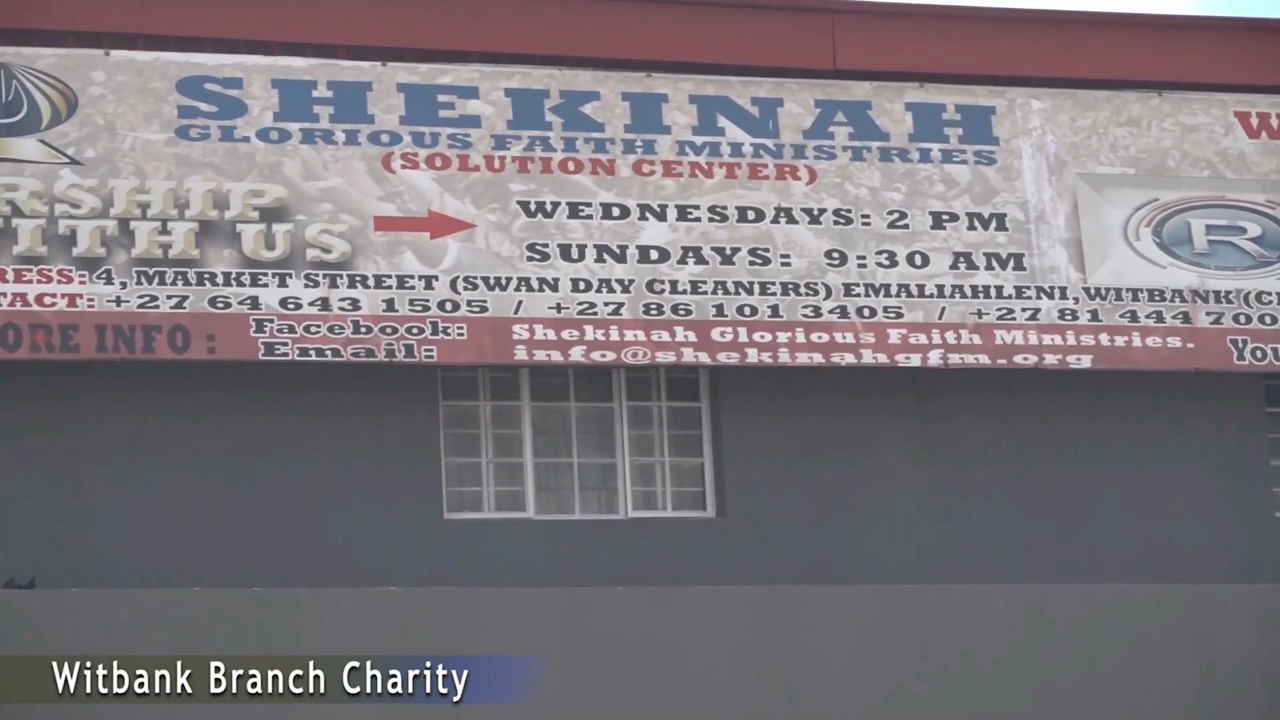 SHEKINAH
GLORIOUS FAITH MINISTRIES
(SOLUTION CENTER)
W
RSHIP
ITH US
WEDNESDAYS: 2 PM
SUNDAYS: 9:30 AM
R
RESS: 4, MARKET STREET (SWAN DAY CLEANERS) EMALIAHLENI, WITBANK (C
TACT: +27 64 643 1505 / +27 86 101 3405 / +27 81 444 700
ORE INFO :
Facebook: Shekinah Glorious Faith Ministries.
Email: info@shekinahgfm.org
You
Witbank Branch Charity